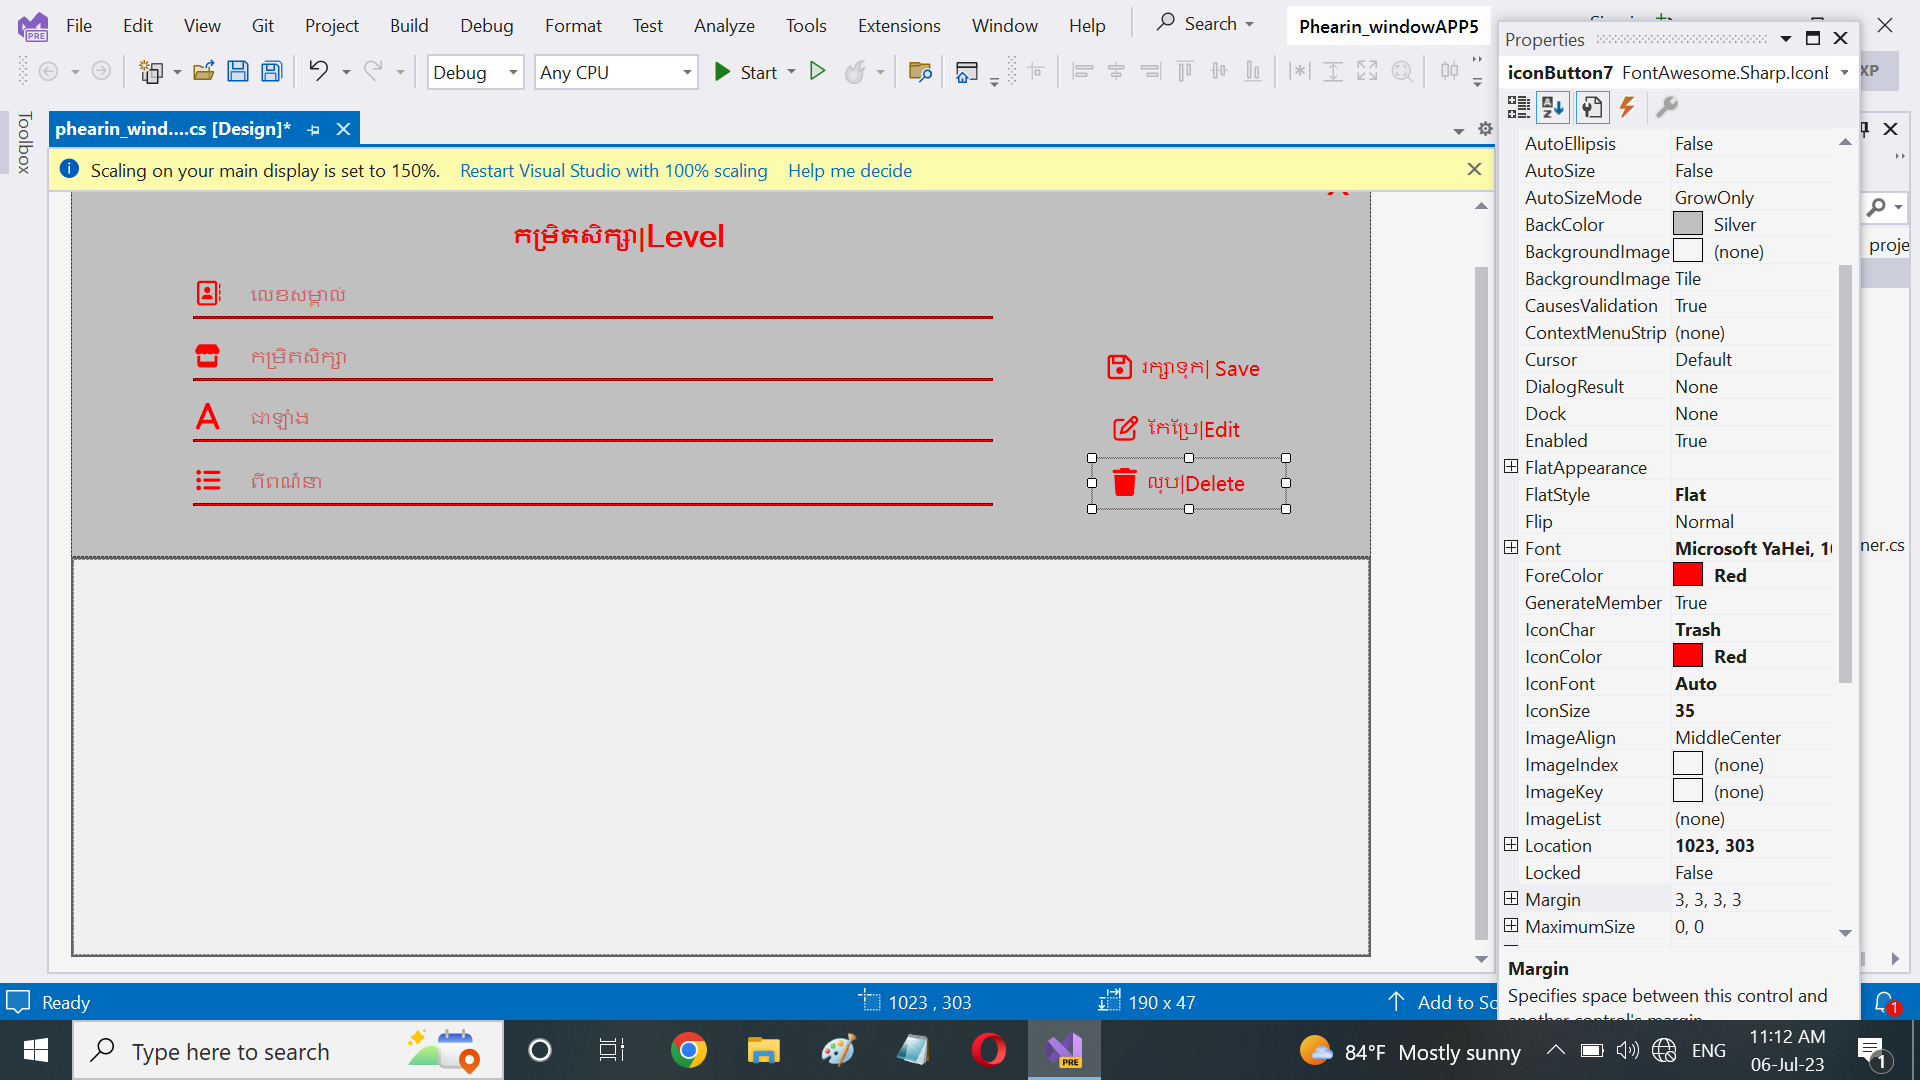 File Edit View Git Project Build Debug Format Test Analyze Tools Extensions Window Help Search Phearin_windowAPP5
Debug Any CPU Start
Toolbox
phearin_wind....cs [Design]*
Scaling on your main display is set to 150%. Restart Visual Studio with 100% scaling Help me decide
កម្រិតសិក្សា|Level
លេខសម្គាល់
កម្រិតសិក្សា
ជាឡាំង
ពីពណ៌នា
រក្សាទុក| Save
កែប្រែ|Edit
លុប|Delete
Properties
iconButton7 FontAwesome.Sharp.IconB
XP
AutoEllipsis False
AutoSize False
AutoSizeMode GrowOnly
BackColor Silver
BackgroundImage (none)
BackgroundImage Tile
CausesValidation True
ContextMenuStrip (none)
Cursor Default
DialogResult None
Dock None
Enabled True
FlatAppearance
FlatStyle Flat
Flip Normal
Font Microsoft YaHei, 10
ForeColor Red
GenerateMember True
IconChar Trash
IconColor Red
IconFont Auto
IconSize 35
ImageAlign MiddleCenter
ImageIndex (none)
ImageKey (none)
ImageList (none)
Location 1023, 303
Locked False
Margin 3, 3, 3, 3
MaximumSize 0, 0
Margin
Specifies space between this control and
another control's margin
proje
ner.cs
Ready 1023 , 303 190 x 47 Add to So
1
Type here to search
PRE
84°F Mostly sunny ENG
11:12 AM
06-Jul-23
1